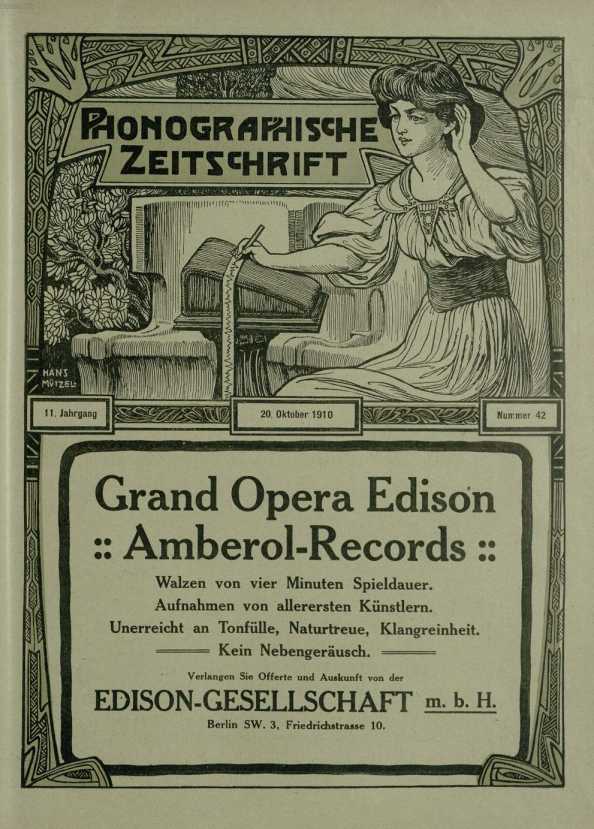 PHONOGRAPHISCHE
ZEITSCHRIFT
HANS
MÜTZEL
11. Jahrgang
20. Oktober 1910
Nummer 42
Grand Opera Edison
:: Amberol-Records ::
Walzen von vier Minuten Spieldauer.
Aufnahmen von allerersten Künstlern.
Unerreicht an Tonfülle, Naturtreue, Klangreinheit.
Kein Nebengeräusch.
Verlangen Sie Offerte und Auskunft von der
EDISON-GESELLSCHAFT m. b. H.
Berlin SW. 3, Friedrichstrasse 10.